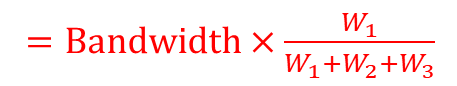 = Bandwidth × W₁ / (W₁+W₂+W₃)